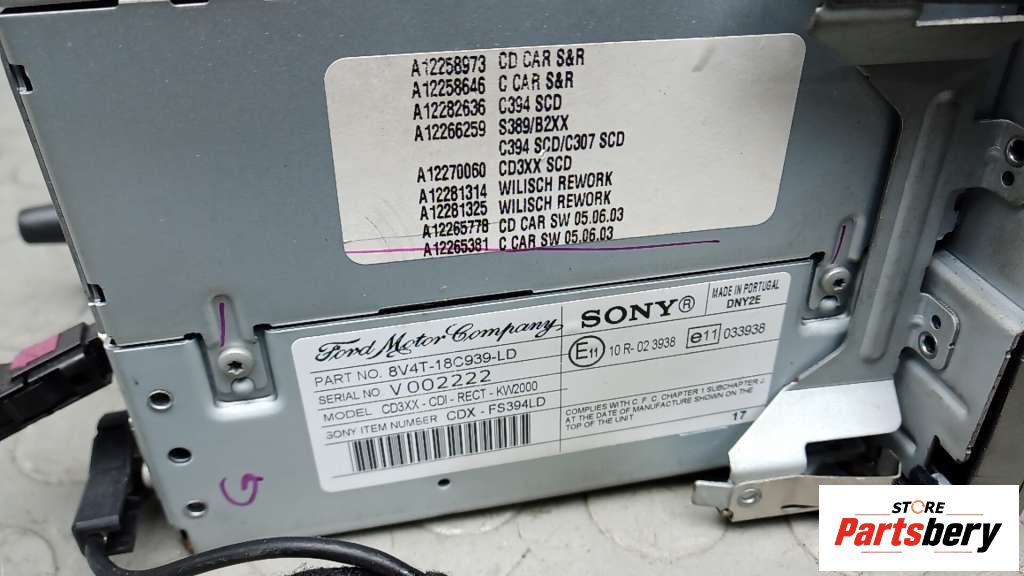 A12258973 CD CAR S&R
A12258646 C CAR S&R
A12282636 C394 SCD
A12266259 S389/B2XX
C394 SCD/C307 SCD
A12270060 CD3XX SCD
A12281314 WILISCH REWORK
A12281325 WILISCH REWORK
A12265778 CD CAR SW 05.06.03
A12265381 C CAR SW 05.06.03
Ford Motor Company
PART NO. 8V4T-18C939-LD
SERIAL NO V 002222
MODEL CD3XX - CDI - RECT - KW2000
SONY ITEM NUMBER CDX - FS394LD
SONY®
MADE IN PORTUGAL
DNY2E
E11 10 R- 02 3938
e11 033938
COMPLIES WITH C. F. C. CHAPTER 1 SUBCHAPTER J.
AT THE DATE OF MANUFACTURE SHOWN ON THE
TOP OF THE UNIT
17
G
STORE
Partsbery